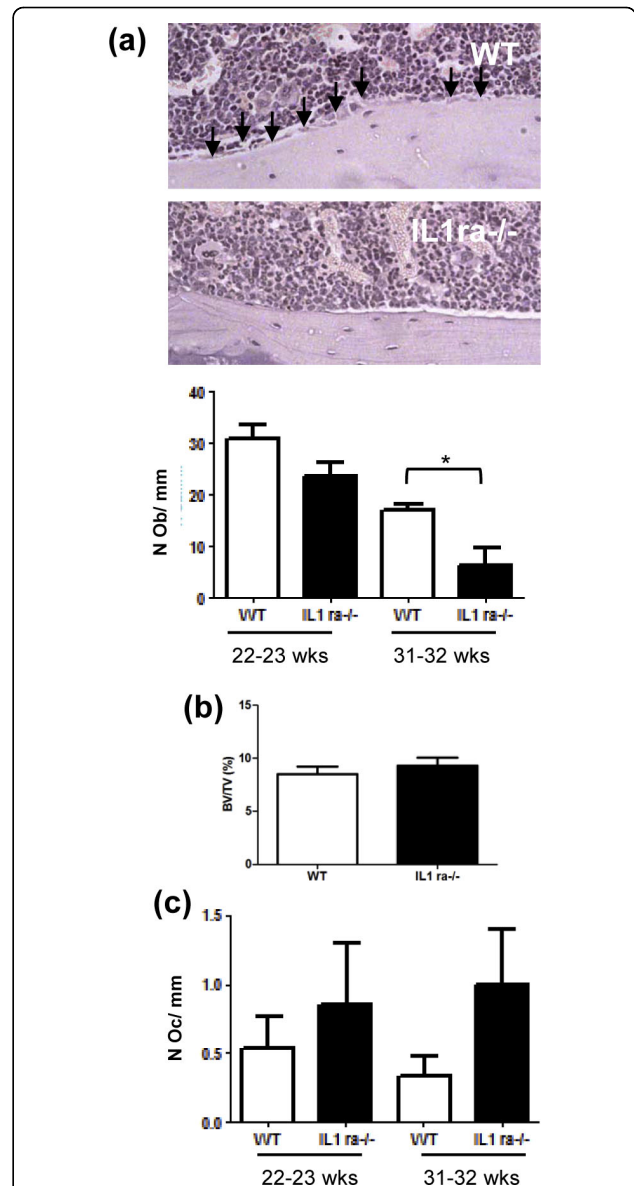 (a)
WT
IL1ra-/-
40
30
20
10
0
N Ob/ mm
*
WT IL1 ra-/- WT IL1 ra-/-
22-23 wks 31-32 wks
(b)
15
10
5
0
BV/TV (%)
WT IL1 ra-/-
(c)
1.5
1.0
0.5
0.0
N Oc/ mm
WT IL1 ra-/- WT IL1 ra-/-
22-23 wks 31-32 wks